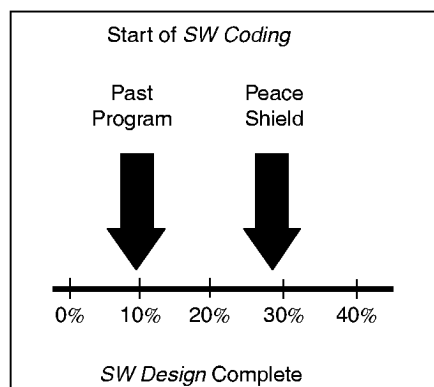 Start of SW Coding
Past Peace
Program Shield
0% 10% 20% 30% 40%
SW Design Complete